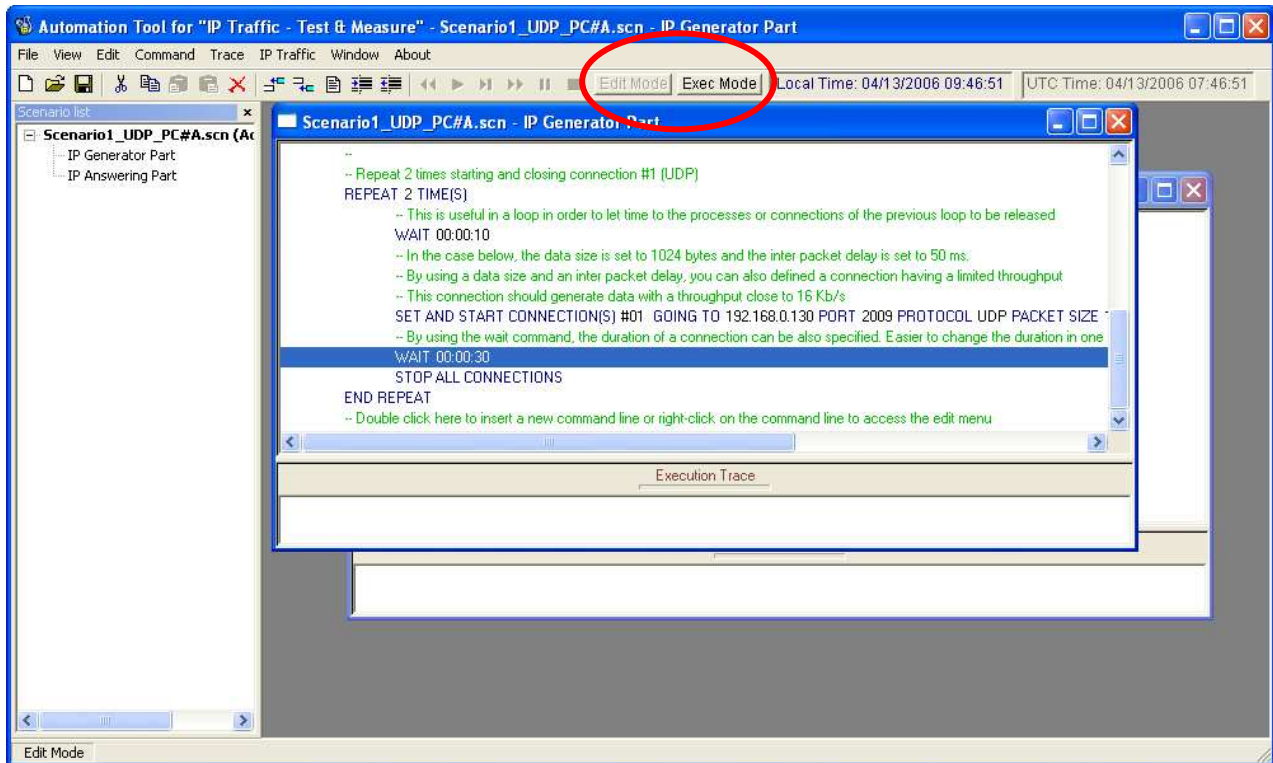 Automation Tool for "IP Traffic - Test & Measure" - Scenario1_UDP_PC#A.scn - IP Generator Part
File View Edit Command Trace IP Traffic Window About
Edit Mode Exec Mode Local Time: 04/13/2006 09:46:51 UTC Time: 04/13/2006 07:46:51
Scenario list
Scenario1_UDP_PC#A.scn (Ac
IP Generator Part
IP Answering Part
Scenario1_UDP_PC#A.scn - IP Generator Part
--
-- Repeat 2 times starting and closing connection #1 (UDP)
REPEAT 2 TIME(S)
-- This is useful in a loop in order to let time to the processes or connections of the previous loop to be released
WAIT 00:00:10
-- In the case below, the data size is set to 1024 bytes and the inter packet delay is set to 50 ms.
-- By using a data size and an inter packet delay, you can also defined a connection having a limited throughput
-- This connection should generate data with a throughput close to 16 Kb/s
SET AND START CONNECTION(S) #01 GOING TO 192.168.0.130 PORT 2009 PROTOCOL UDP PACKET SIZE
-- By using the wait command, the duration of a connection can be also specified. Easier to change the duration in one
WAIT 00:00:30
STOP ALL CONNECTIONS
END REPEAT
-- Double click here to insert a new command line or right-click on the command line to access the edit menu
Execution Trace
Edit Mode